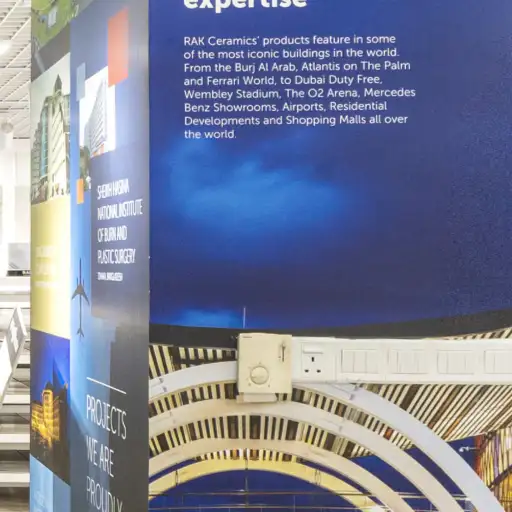 expertise
RAK Ceramics' products feature in some
of the most iconic buildings in the world.
From the Burj Al Arab, Atlantis on The Palm
and Ferrari World, to Dubai Duty Free,
Wembley Stadium, The O2 Arena, Mercedes
Benz Showrooms, Airports, Residential
Developments and Shopping Malls all over
the world.
SHEIKH HASINA
NATIONAL INSTITUTE
OF BURN AND
PLASTIC SURGERY
DHAKA, BANGLADESH
PROJECTS
WE ARE
PROUDLY